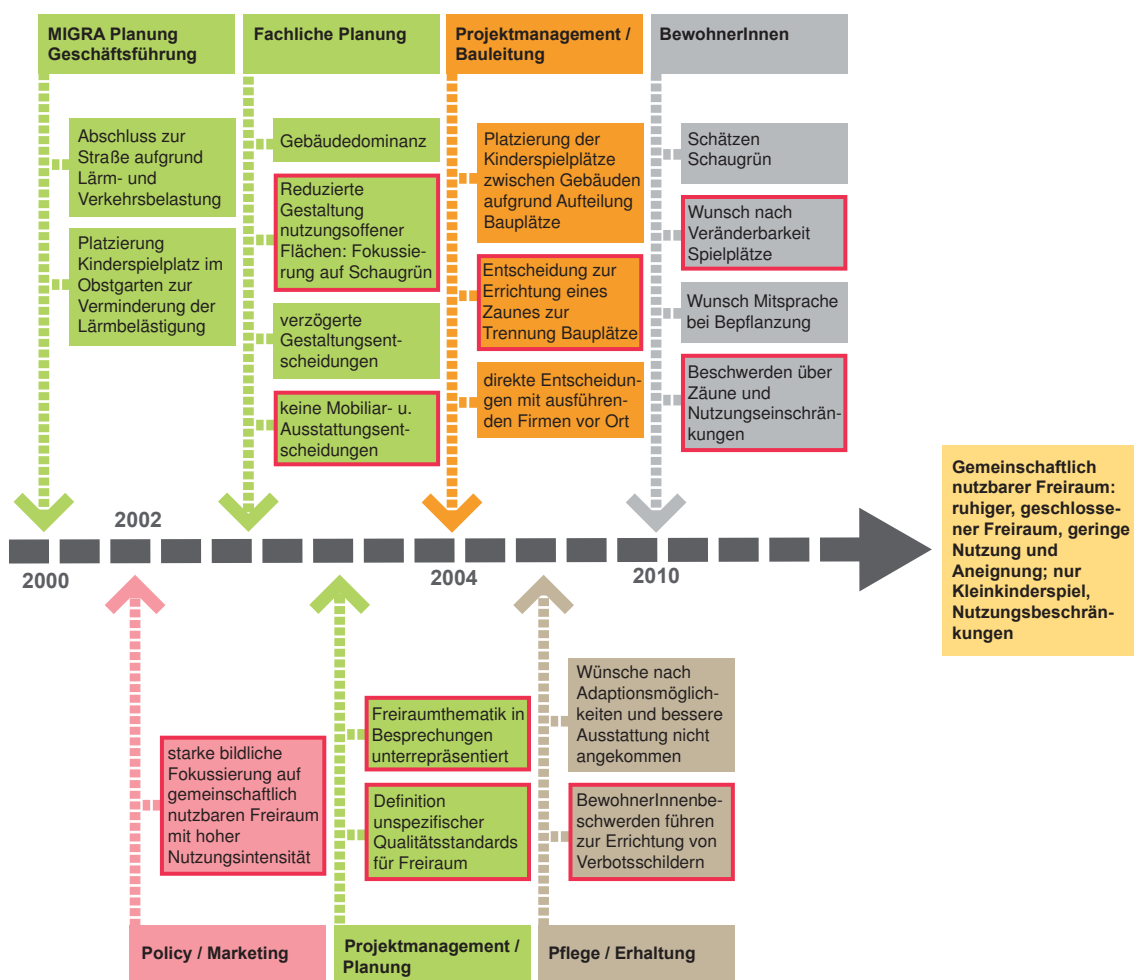 MIGRA Planung
Geschäftsführung
Abschluss zur
Straße aufgrund
Lärm- und
Verkehrsbelastung
Platzierung
Kinderspielplatz im
Obstgarten zur
Verminderung der
Lärmbelästigung
Fachliche Planung
Gebäudedominanz
Reduzierte
Gestaltung
nutzungsoffener
Flächen: Fokussie-
rung auf Schaugrün
verzögerte
Gestaltungsent-
scheidungen
keine Mobiliar- u.
Ausstattungsent-
scheidungen
Projektmanagement /
Bauleitung
Platzierung der
Kinderspielplätze
zwischen Gebäuden
aufgrund Aufteilung
Bauplätze
Entscheidung zur
Errichtung eines
Zaunes zur
Trennung Bauplätze
direkte Entscheidun-
gen mit ausführen-
den Firmen vor Ort
BewohnerInnen
Schätzen
Schaugrün
Wunsch nach
Veränderbarkeit
Spielplätze
Wunsch Mitsprache
bei Bepflanzung
Beschwerden über
Zäune und
Nutzungseinschrän-
kungen
2000
2002
2004
2010
Gemeinschaftlich
nutzbarer Freiraum:
ruhiger, geschlosse-
ner Freiraum, geringe
Nutzung und
Aneignung; nur
Kleinkinderspiel,
Nutzungsbeschrän-
kungen
starke bildliche
Fokussierung auf
gemeinschaftlich
nutzbaren Freiraum
mit hoher
Nutzungsintensität
Policy / Marketing
Freiraumthematik in
Besprechungen
unterrepräsentiert
Definition
unspezifischer
Qualitätsstandards
für Freiraum
Projektmanagement /
Planung
Wünsche nach
Adaptionsmöglich-
keiten und bessere
Ausstattung nicht
angekommen
BewohnerInnenbe-
schwerden führen
zur Errichtung von
Verbotsschildern
Pflege / Erhaltung